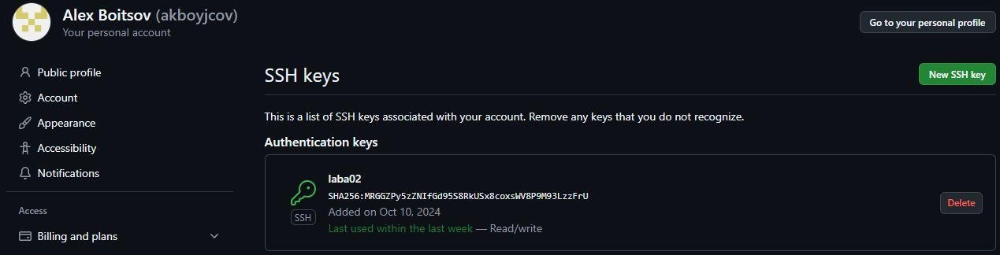 Alex Boitsov (akboyjcov)
Your personal account
Go to your personal profile
Public profile
Account
Appearance
Accessibility
Notifications
Access
Billing and plans
SSH keys
New SSH key
This is a list of SSH keys associated with your account. Remove any keys that you do not recognize.
Authentication keys
laba02
SHA256:MRGGZPy5zZNIfGd95S8RkUSx8coxsWV8P9M93LzzFrU
Added on Oct 10, 2024
Last used within the last week — Read/write
SSH
Delete